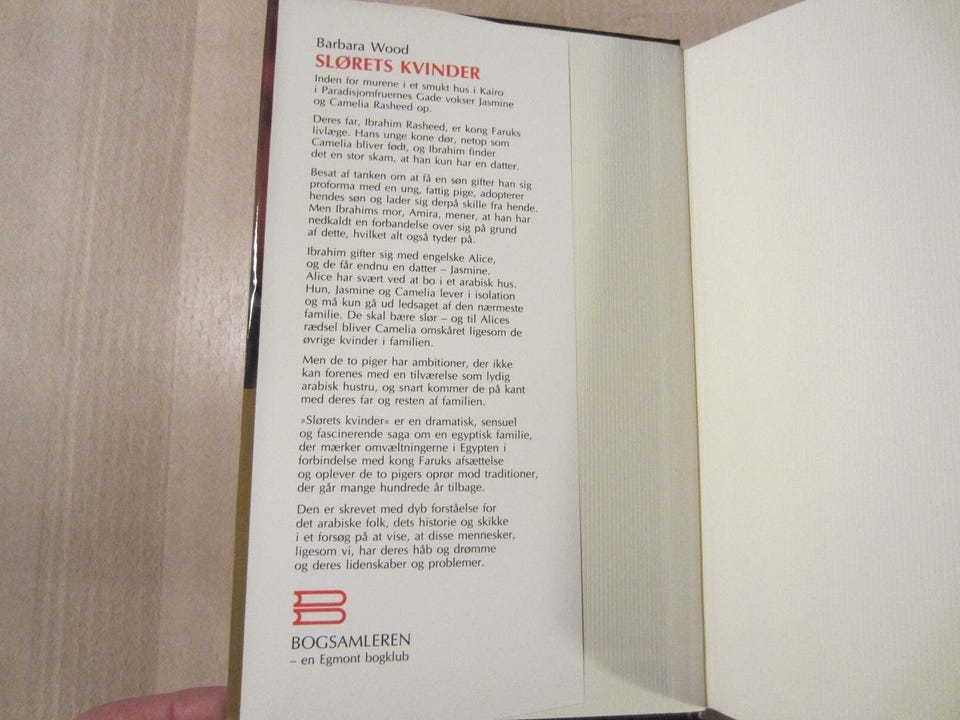 Barbara Wood
SLØRETS KVINDER
Inden for murene i et smukt hus i Kairo
i Paradisjomfruernes Gade vokser Jasmine
og Camelia Rasheed op.
Deres far, Ibrahim Rasheed, er kong Faruks
livlæge. Hans unge kone dør, netop som
Camelia bliver født, og Ibrahim finder
det en stor skam, at han kun har en datter.
Besat af tanken om at få en søn gifter han sig
proforma med en ung, fattig pige, adopterer
hendes søn og lader sig derpå skille fra hende.
Men Ibrahims mor, Amira, mener, at han har
nedkaldt en forbandelse over sig på grund
af dette, hvilket alt også tyder på.
Ibrahim gifter sig med engelske Alice,
og de får endnu en datter – Jasmine.
Alice har svært ved at bo i et arabisk hus.
Hun, Jasmine og Camelia lever i isolation
og må kun gå ud ledsaget af den nærmeste
familie. De skal bære slør – og til Alices
rædsel bliver Camelia omskåret ligesom de
øvrige kvinder i familien.
Men de to piger har ambitioner, der ikke
kan forenes med en tilværelse som lydig
arabisk hustru, og snart kommer de på kant
med deres far og resten af familien.
»Slørets kvinder« er en dramatisk, sensuel
og fascinerende saga om en egyptisk familie,
der mærker omvæltningerne i Egypten i
forbindelse med kong Faruks afsættelse
og oplever de to pigers oprør mod traditioner,
der går mange hundrede år tilbage.
Den er skrevet med dyb forståelse for
det arabiske folk, dets historie og skikke
i et forsøg på at vise, at disse mennesker,
ligesom vi, har deres håb og drømme
og deres lidenskaber og problemer.
BOGSAMLEREN
– en Egmont bogklub